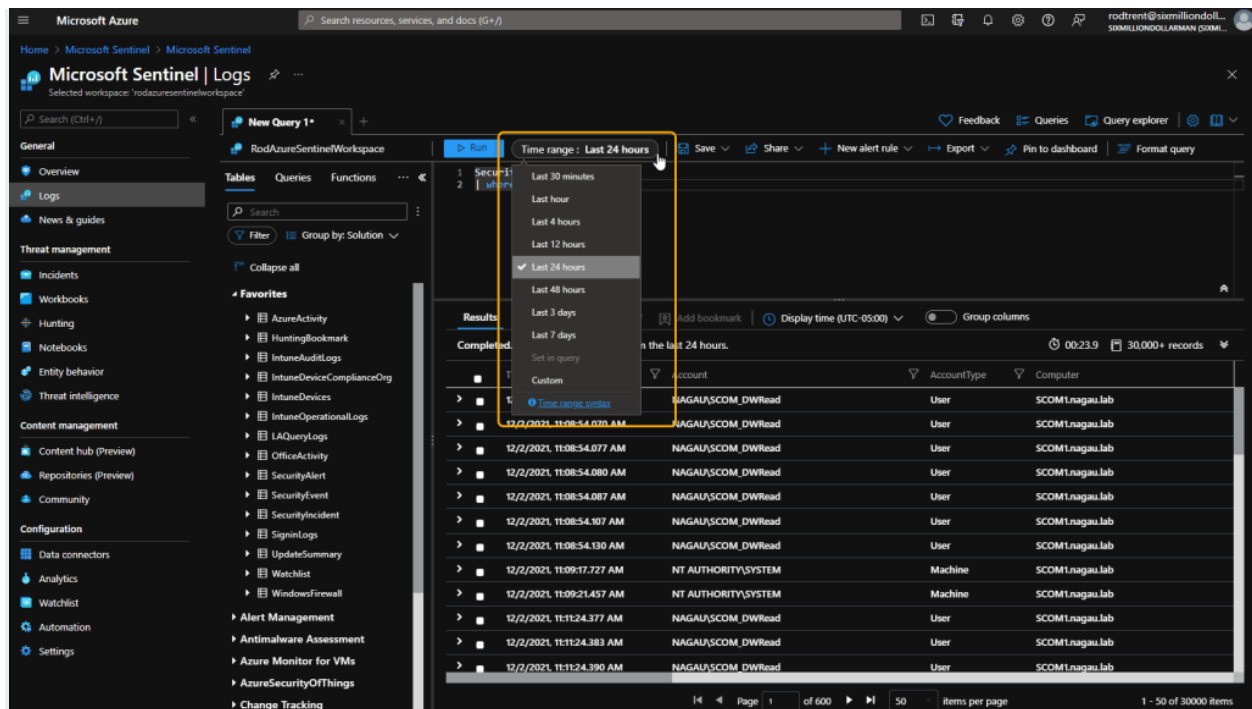 Microsoft Azure
Search resources, services, and docs (G+/)
rodtrent@sixmilliondoll...
SIXMILLIONDOLLARMAN (SIXMI...
Home > Microsoft Sentinel > Microsoft Sentinel
Microsoft Sentinel | Logs
Selected workspace: 'rodazuresentinelworkspace'
Search (Ctrl+/)
General
Overview
Logs
News & guides
Threat management
Incidents
Workbooks
Hunting
Notebooks
Entity behavior
Threat intelligence
Content management
Content hub (Preview)
Repositories (Preview)
Community
Configuration
Data connectors
Analytics
Watchlist
Automation
Settings
New Query 1*
Feedback
Queries
Query explorer
RodAzureSentinelWorkspace
Run
Time range : Last 24 hours
Save
Share
New alert rule
Export
Pin to dashboard
Format query
Tables Queries Functions
Search
Filter
Group by: Solution
Collapse all
Favorites
AzureActivity
HuntingBookmark
IntuneAuditLogs
IntuneDeviceComplianceOrg
IntuneDevices
IntuneOperationalLogs
LAQueryLogs
OfficeActivity
SecurityAlert
SecurityEvent
SecurityIncident
SigninLogs
UpdateSummary
Watchlist
WindowsFirewall
Alert Management
Antimalware Assessment
Azure Monitor for VMs
AzureSecurityOfThings
Change Tracking
1 Securi
2 | where
Last 30 minutes
Last hour
Last 4 hours
Last 12 hours
Last 24 hours
Last 48 hours
Last 3 days
Last 7 days
Set in query
Custom
Time range syntax
Results
Add bookmark
Display time (UTC-05:00)
Group columns
Completed.
n the last 24 hours.
00:23.9
30,000+ records
Account AccountType Computer
NAGAU\SCOM_DWRead User SCOM1.nagau.lab
12/2/2021, 11:08:54.070 AM NAGAU\SCOM_DWRead User SCOM1.nagau.lab
12/2/2021, 11:08:54.077 AM NAGAU\SCOM_DWRead User SCOM1.nagau.lab
12/2/2021, 11:08:54.080 AM NAGAU\SCOM_DWRead User SCOM1.nagau.lab
12/2/2021, 11:08:54.087 AM NAGAU\SCOM_DWRead User SCOM1.nagau.lab
12/2/2021, 11:08:54.107 AM NAGAU\SCOM_DWRead User SCOM1.nagau.lab
12/2/2021, 11:08:54.130 AM NAGAU\SCOM_DWRead User SCOM1.nagau.lab
12/2/2021, 11:09:17.727 AM NT AUTHORITY\SYSTEM Machine SCOM1.nagau.lab
12/2/2021, 11:09:21.457 AM NT AUTHORITY\SYSTEM Machine SCOM1.nagau.lab
12/2/2021, 11:11:24.377 AM NAGAU\SCOM_DWRead User SCOM1.nagau.lab
12/2/2021, 11:11:24.383 AM NAGAU\SCOM_DWRead User SCOM1.nagau.lab
12/2/2021, 11:11:24.390 AM NAGAU\SCOM_DWRead User SCOM1.nagau.lab
Page 1 of 600
50 items per page
1 - 50 of 30000 items